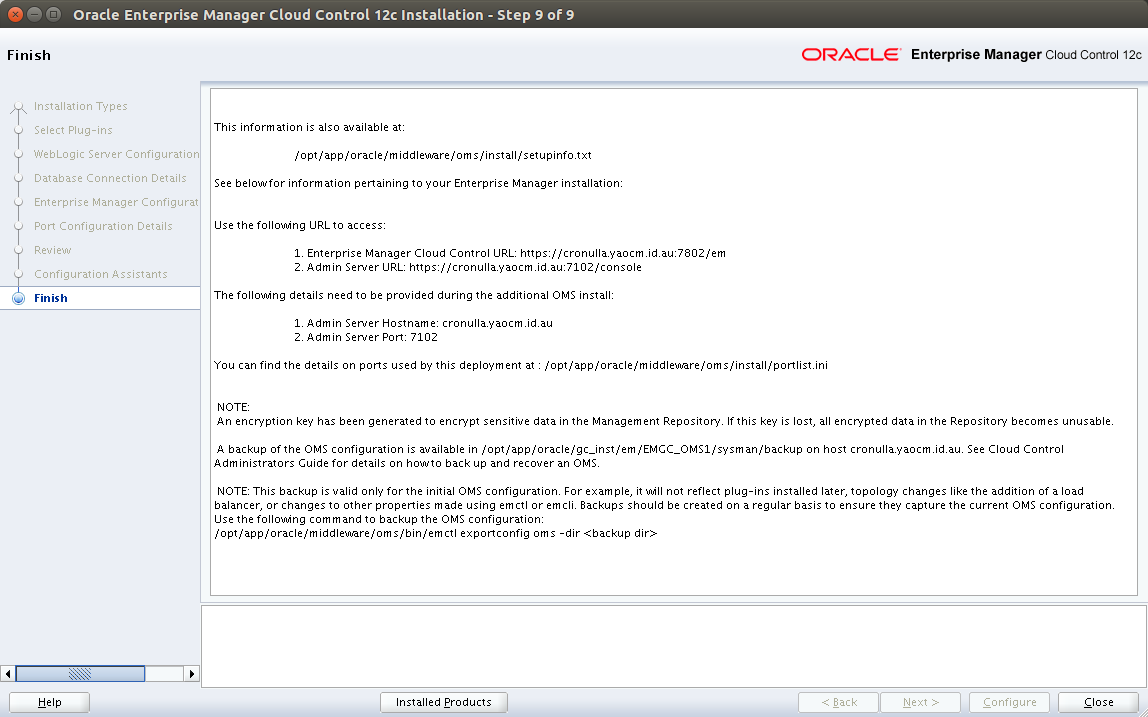 Oracle Enterprise Manager Cloud Control 12c Installation - Step 9 of 9
Finish
ORACLE Enterprise Manager Cloud Control 12c
Installation Types
Select Plug-ins
WebLogic Server Configuration
Database Connection Details
Enterprise Manager Configurat
Port Configuration Details
Review
Configuration Assistants
Finish
This information is also available at:
/opt/app/oracle/middleware/oms/install/setupinfo.txt
See below for information pertaining to your Enterprise Manager installation:
Use the following URL to access:
1. Enterprise Manager Cloud Control URL: https://cronulla.yaocm.id.au:7802/em
2. Admin Server URL: https://cronulla.yaocm.id.au:7102/console
The following details need to be provided during the additional OMS install:
1. Admin Server Hostname: cronulla.yaocm.id.au
2. Admin Server Port: 7102
You can find the details on ports used by this deployment at : /opt/app/oracle/middleware/oms/install/portlist.ini
NOTE:
An encryption key has been generated to encrypt sensitive data in the Management Repository. If this key is lost, all encrypted data in the Repository becomes unusable.
A backup of the OMS configuration is available in /opt/app/oracle/gc_inst/em/EMGC_OMS1/sysman/backup on host cronulla.yaocm.id.au. See Cloud Control
Administrators Guide for details on how to back up and recover an OMS.
NOTE: This backup is valid only for the initial OMS configuration. For example, it will not reflect plug-ins installed later, topology changes like the addition of a load
balancer, or changes to other properties made using emctl or emcli. Backups should be created on a regular basis to ensure they capture the current OMS configuration.
Use the following command to backup the OMS configuration:
/opt/app/oracle/middleware/oms/bin/emctl exportconfig oms -dir <backup dir>
Help
Installed Products
< Back
Next >
Configure
Close